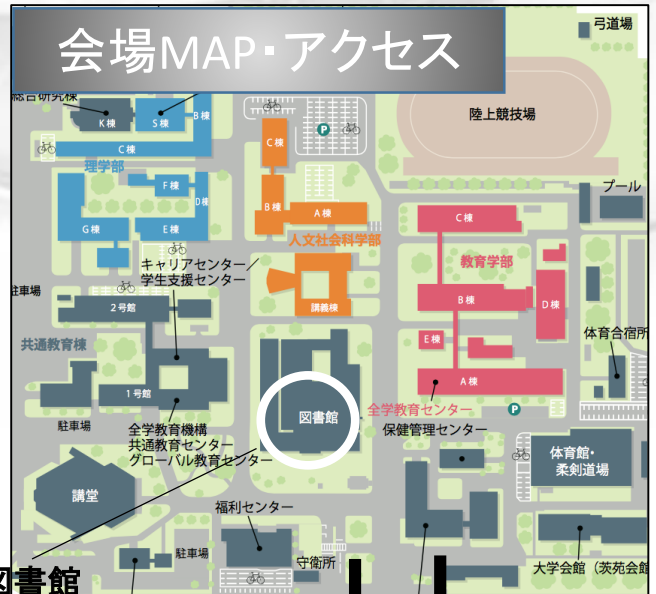 会場MAP・アクセス
弓道場
総合研究棟
K棟
S棟
B棟
C棟
理学部
F棟
D棟
G棟
E棟
C棟
P
陸上競技場
プール
B棟
A棟
人文社会科学部
講義棟
C棟
教育学部
B棟
D棟
E棟
A棟
キャリアセンター/
学生支援センター
駐車場
2号館
共通教育棟
1号館
駐車場
全学教育機構
共通教育センター
グローバル教育センター
図書館
全学教育センター
P
保健管理センター
体育合宿所
体育館・
柔剣道場
講堂
福利センター
駐車場
守衛所
大学会館（茨苑会館
図書館